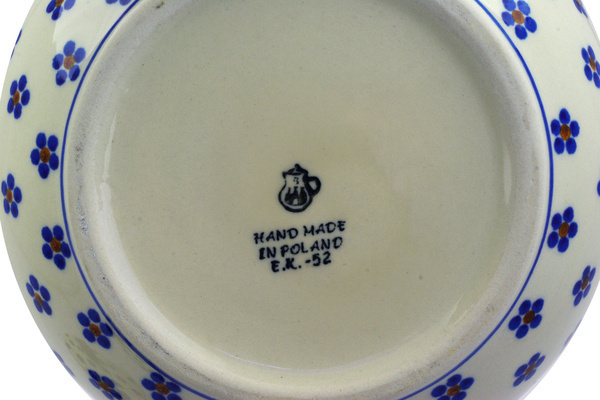 HAND MADE
IN POLAND
E.K. -52